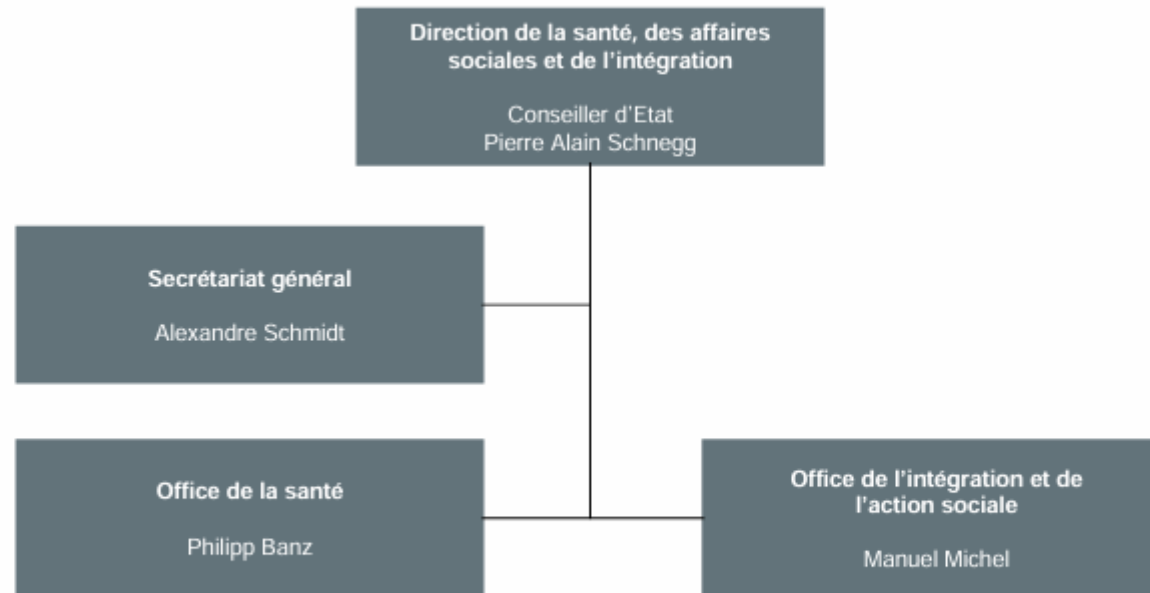 Direction de la santé, des affaires
sociales et de l’intégration
Conseiller d’Etat
Pierre Alain Schnegg
Secrétariat général
Alexandre Schmidt
Office de la santé
Philipp Banz
Office de l’intégration et de
l’action sociale
Manuel Michel